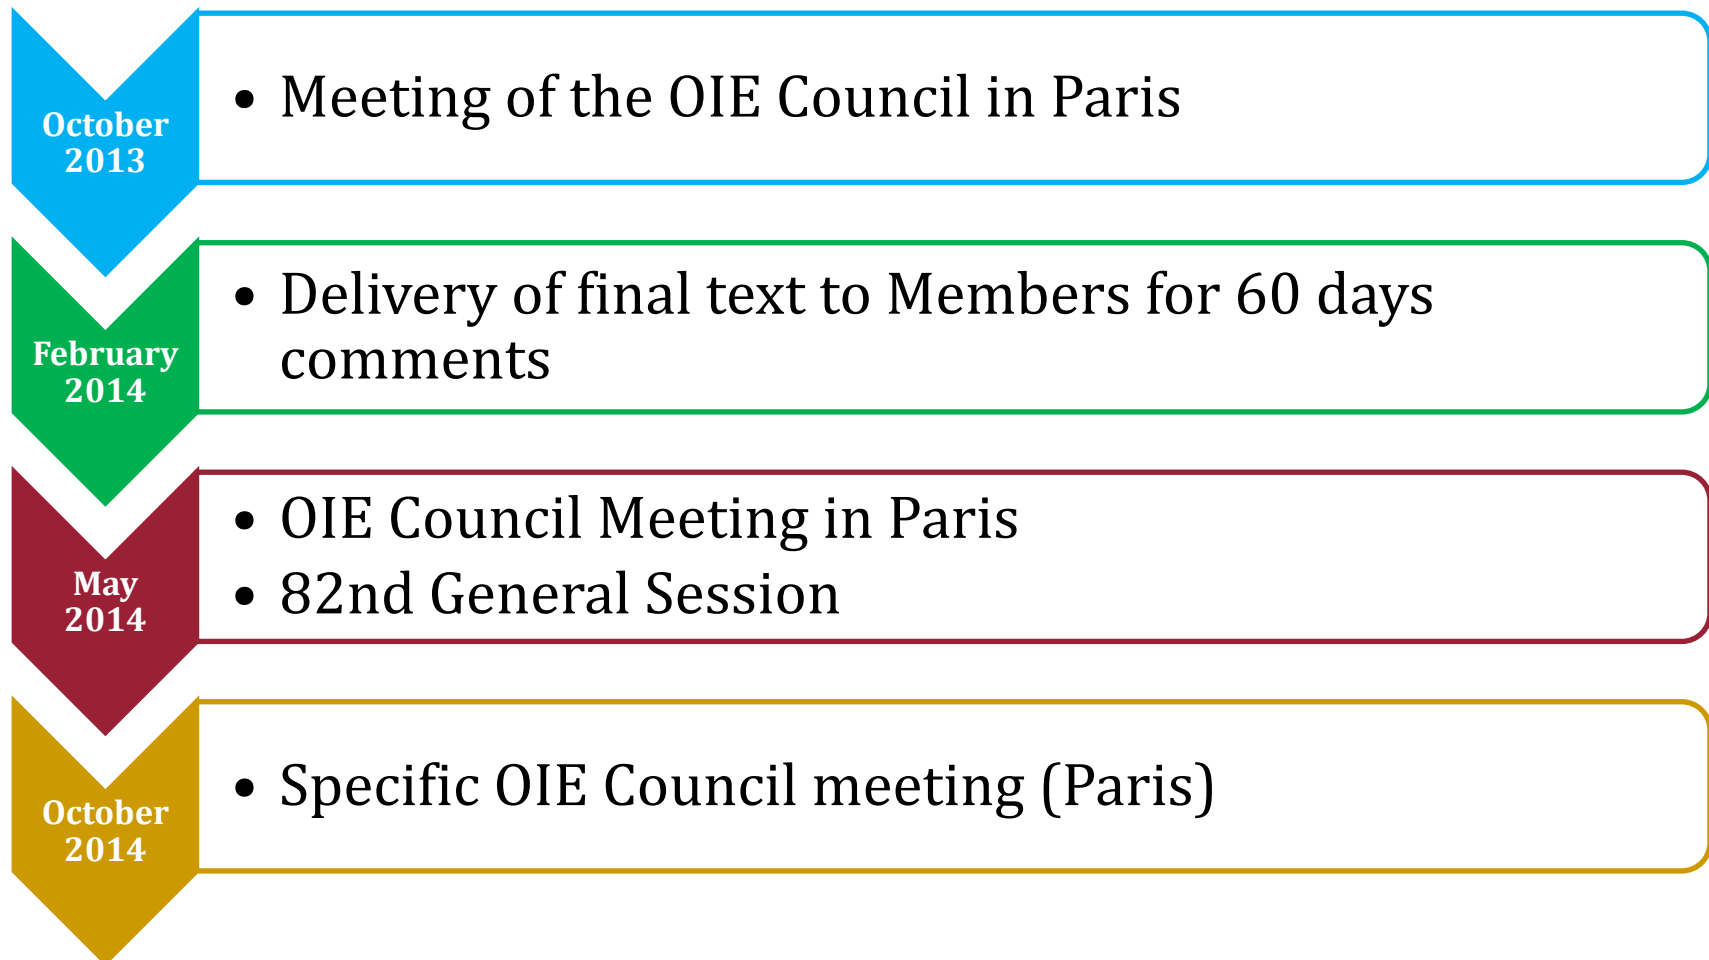 October
2013
• Meeting of the OIE Council in Paris
February
2014
• Delivery of final text to Members for 60 days
comments
May
2014
• OIE Council Meeting in Paris
• 82nd General Session
October
2014
• Specific OIE Council meeting (Paris)